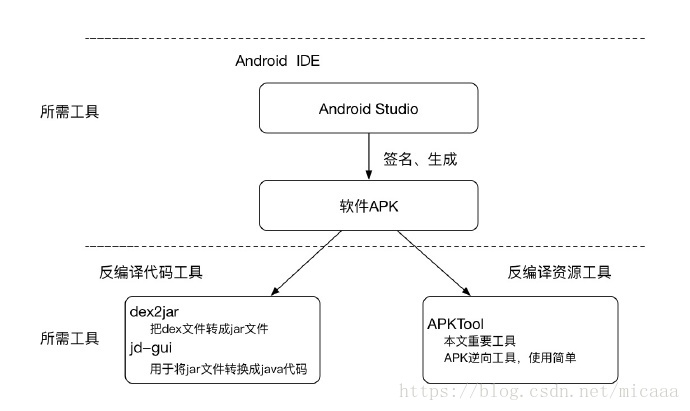 Android IDE
所需工具
Android Studio
签名、生成
软件APK
反编译代码工具
反编译资源工具
所需工具
dex2jar
把dex文件转成jar文件
jd-gui
用于将jar文件转换成java代码
APKTool
本文重要工具
APK逆向工具，使用简单
https://blog.csdn.net/micaaa